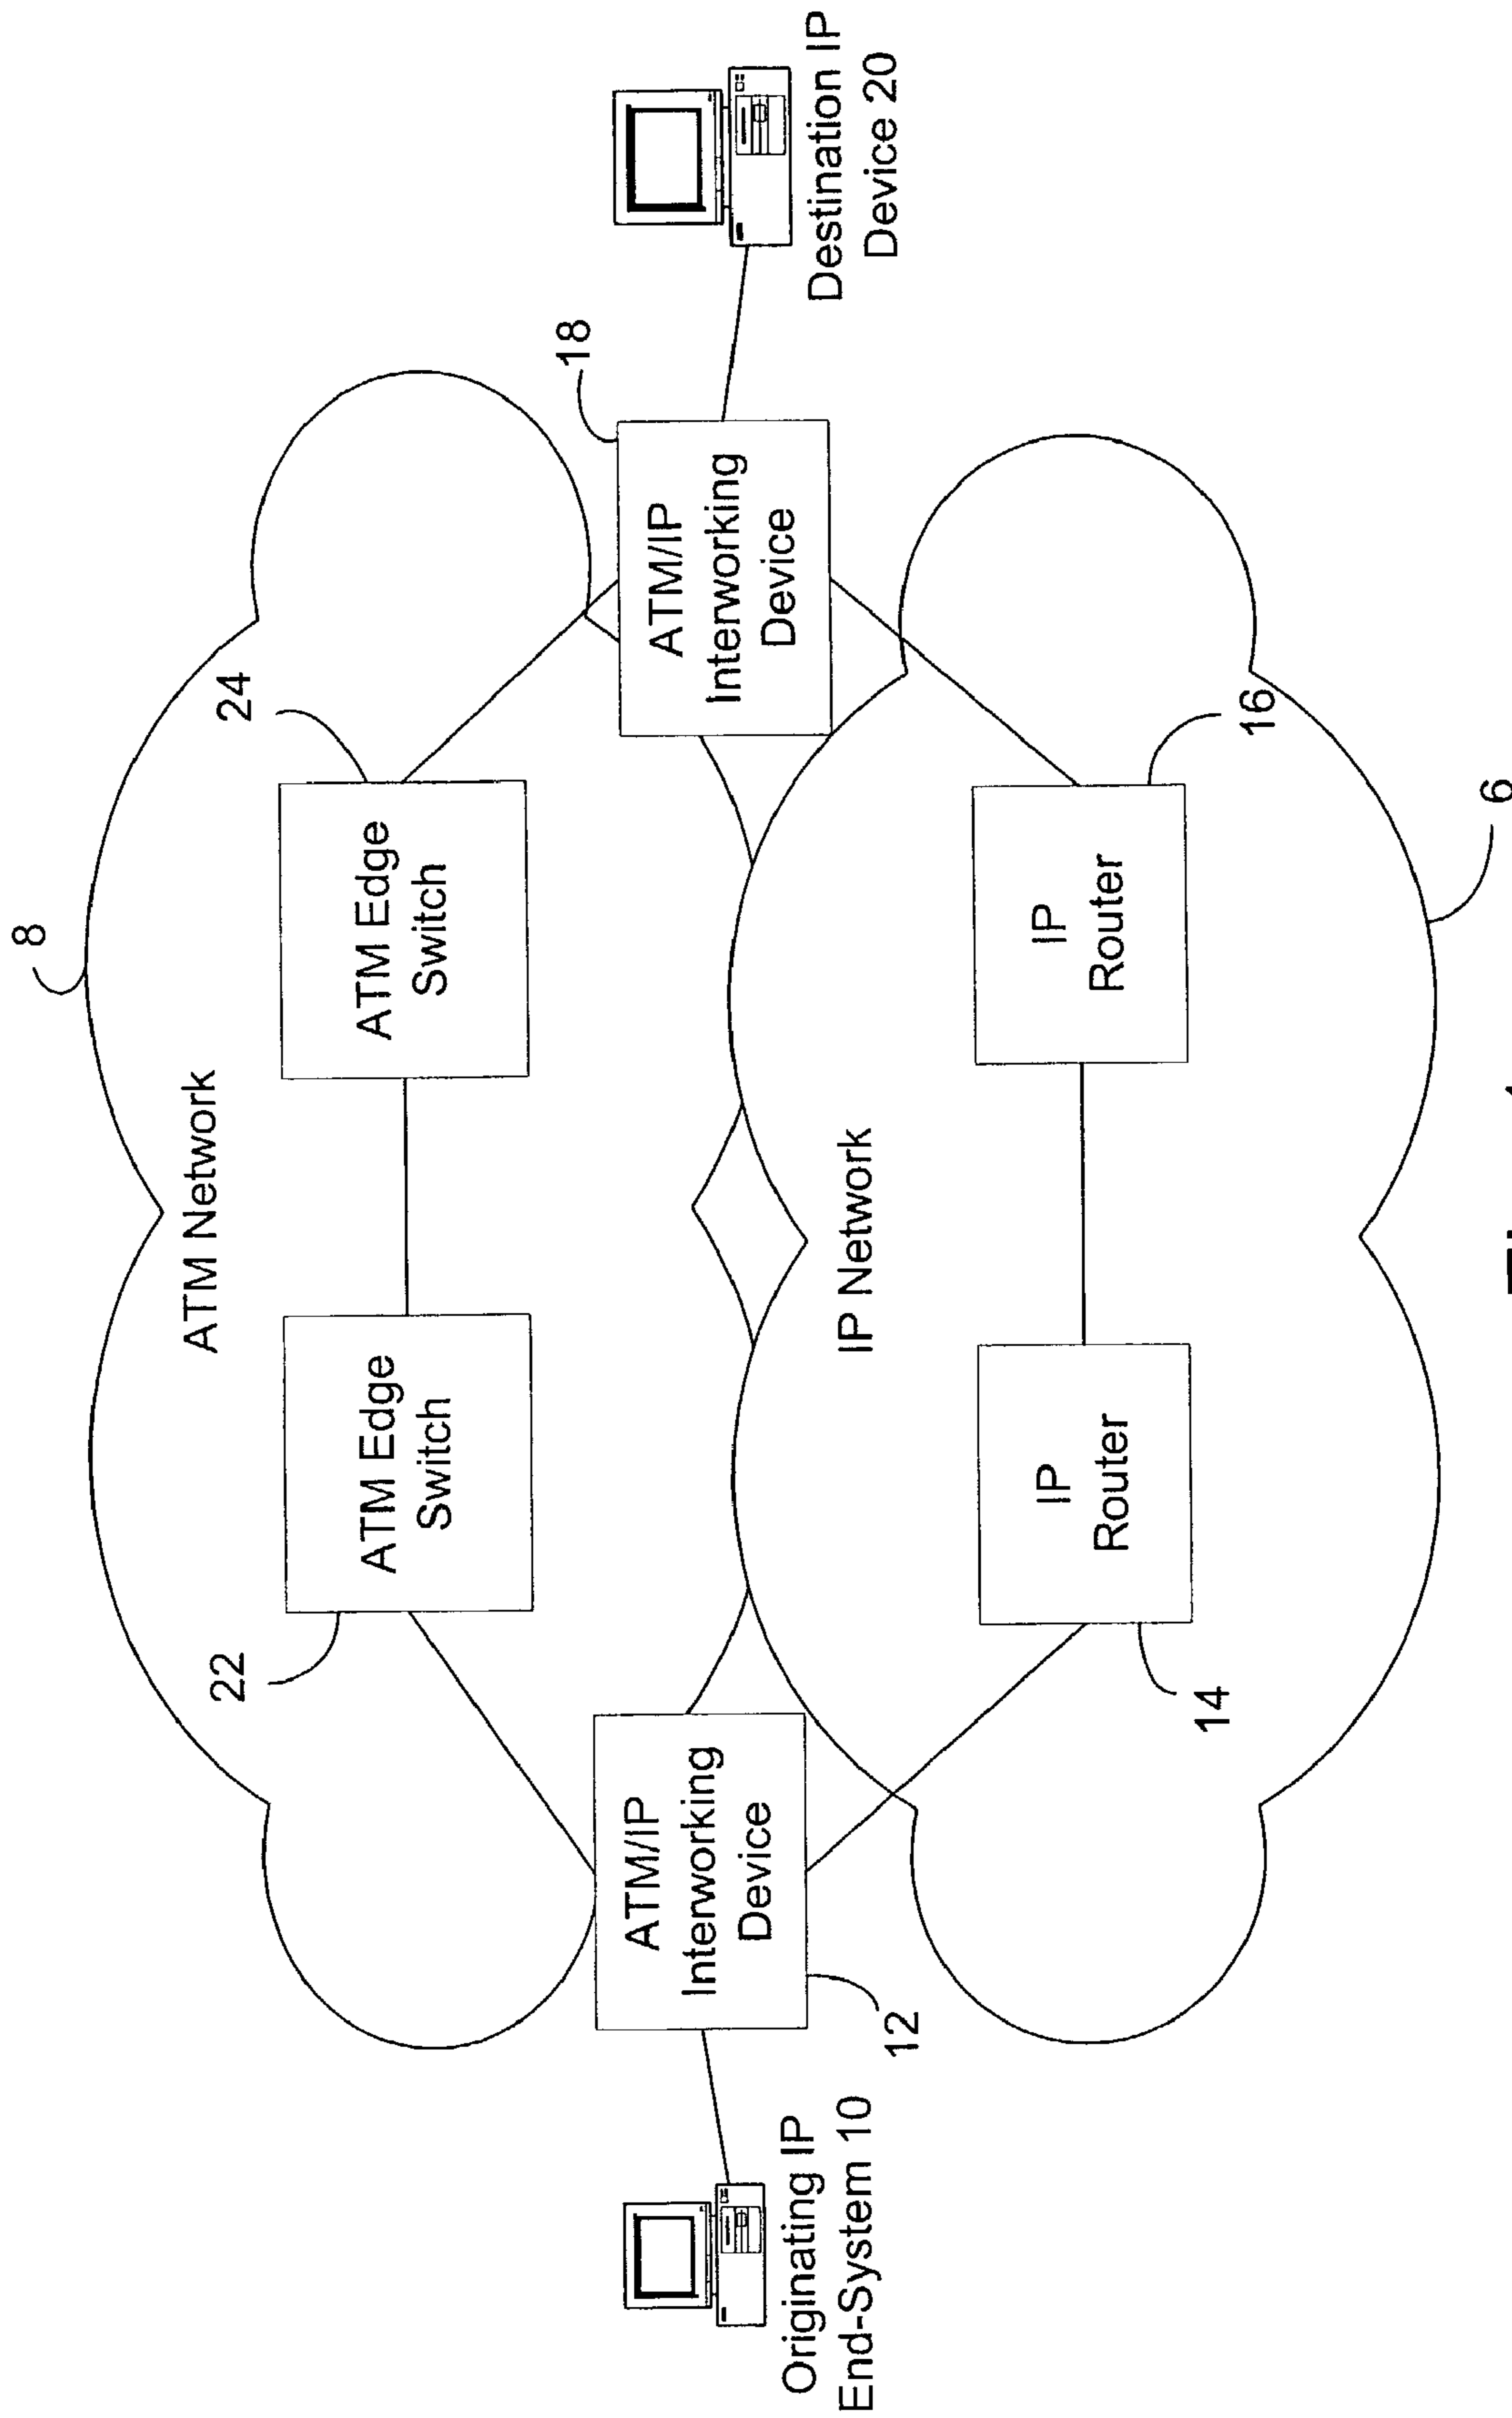 8
ATM Network
22
ATM Edge
Switch
24
ATM Edge
Switch
18
ATM/IP
Interworking
Device
12
ATM/IP
Interworking
Device
Originating IP
End-System 10
Destination IP
Device 20
IP Network
IP
Router
14
IP
Router
16
6